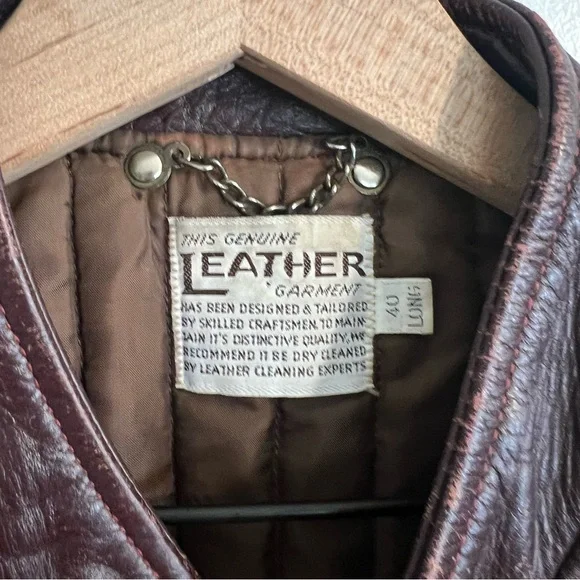 THIS GENUINE
LEATHER
GARMENT
HAS BEEN DESIGNED & TAILORED
BY SKILLED CRAFTSMEN. TO MAIN-
TAIN IT'S DISTINCTIVE QUALITY, WE
RECOMMEND IT BE DRY CLEANED
BY LEATHER CLEANING EXPERTS
40
LONG